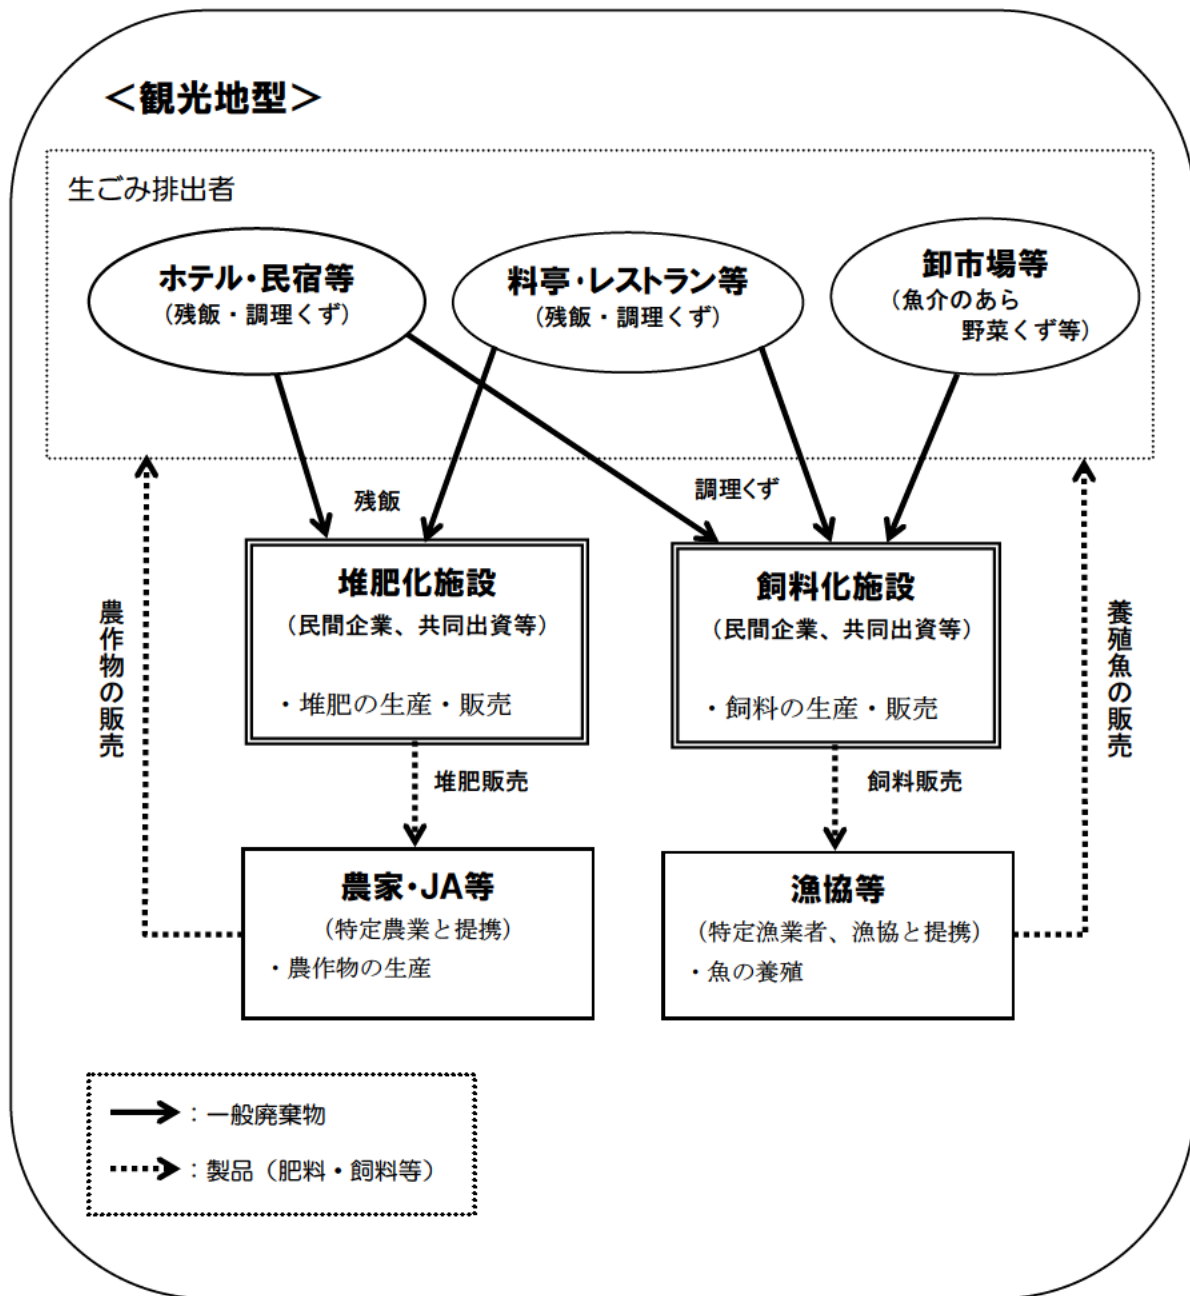 ＜観光地型＞
生ごみ排出者
ホテル・民宿等
（残飯・調理くず）
料亭・レストラン等
（残飯・調理くず）
卸市場等
（魚介のあら
野菜くず等）
残飯
調理くず
堆肥化施設
（民間企業、共同出資等）
・堆肥の生産・販売
飼料化施設
（民間企業、共同出資等）
・飼料の生産・販売
農作物の販売
養殖魚の販売
堆肥販売
飼料販売
農家・JA等
（特定農業と提携）
・農作物の生産
漁協等
（特定漁業者、漁協と提携）
・魚の養殖
：一般廃棄物
：製品（肥料・飼料等）